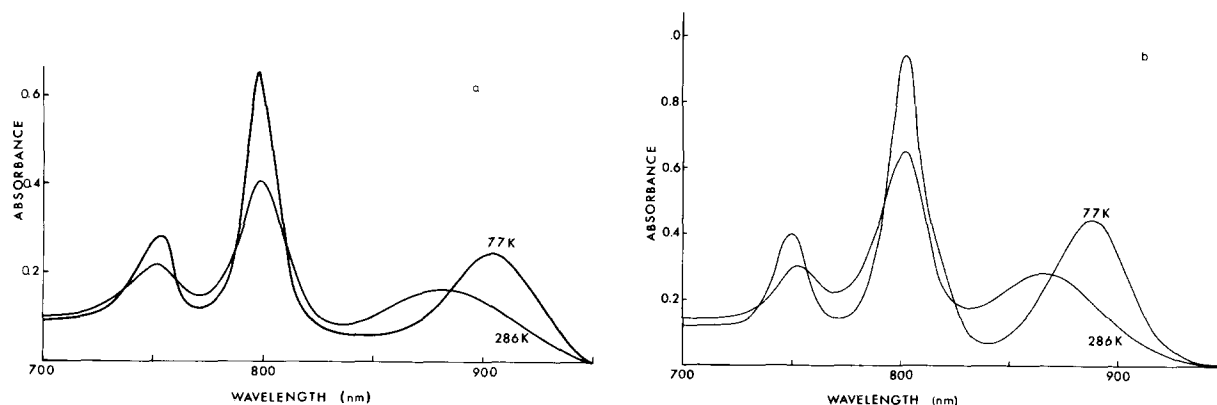 a
0.6
0.4
0.2
ABSORBANCE
77K
286K
700
800
900
WAVELENGTH (nm)
b
.0
0.8
0.6
0.4
0.2
ABSORBANCE
77K
286K
700
800
900
WAVELENGTH (nm)